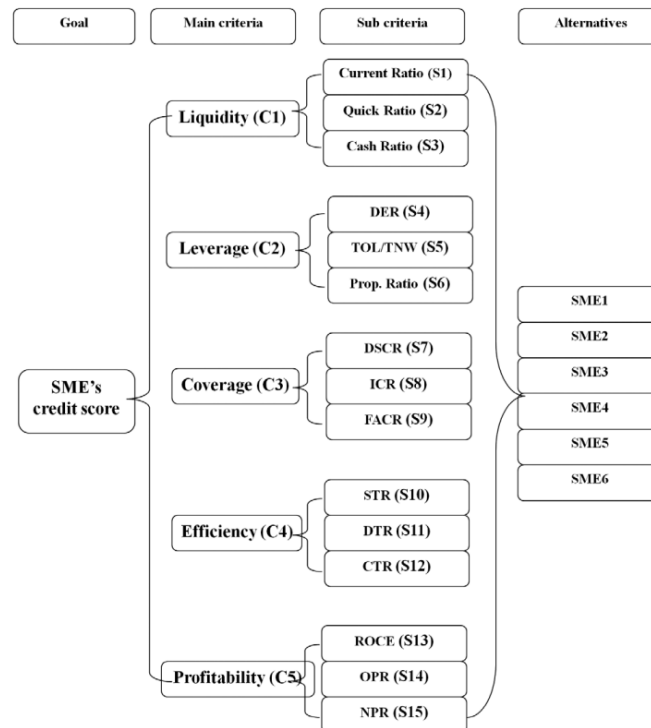 Goal
Main criteria
Sub criteria
Alternatives
SME's
credit score
Liquidity (C1)
Current Ratio (S1)
Quick Ratio (S2)
Cash Ratio (S3)
Leverage (C2)
DER (S4)
TOL/TNW (S5)
Prop. Ratio (S6)
Coverage (C3)
DSCR (S7)
ICR (S8)
FACR (S9)
Efficiency (C4)
STR (S10)
DTR (S11)
CTR (S12)
Profitability (C5)
ROCE (S13)
OPR (S14)
NPR (S15)
SME1
SME2
SME3
SME4
SME5
SME6